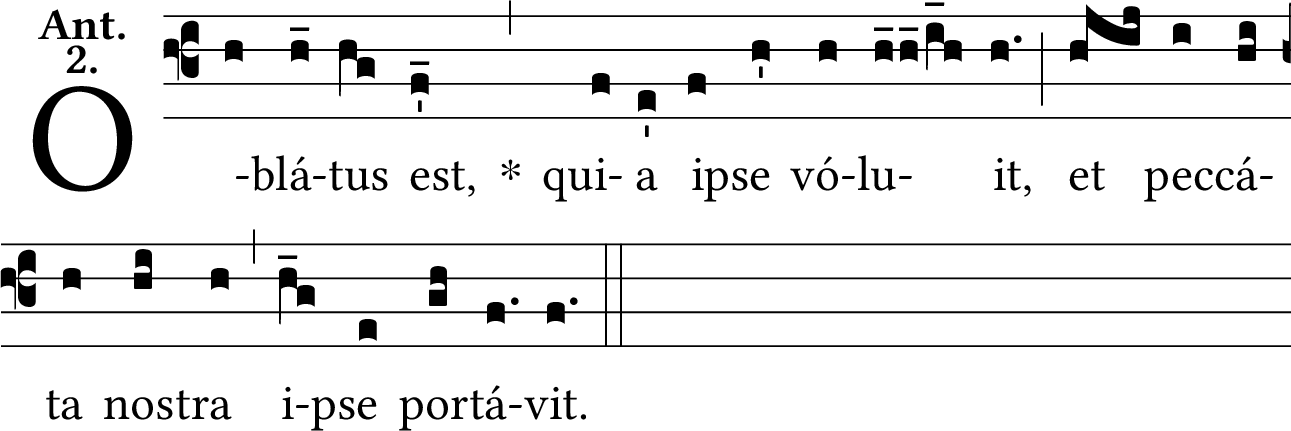 Ant.
2.
O-blá-tus est, * qui-a ipse vó-lu- it, et peccá-
ta nostra i-pse portá-vit.